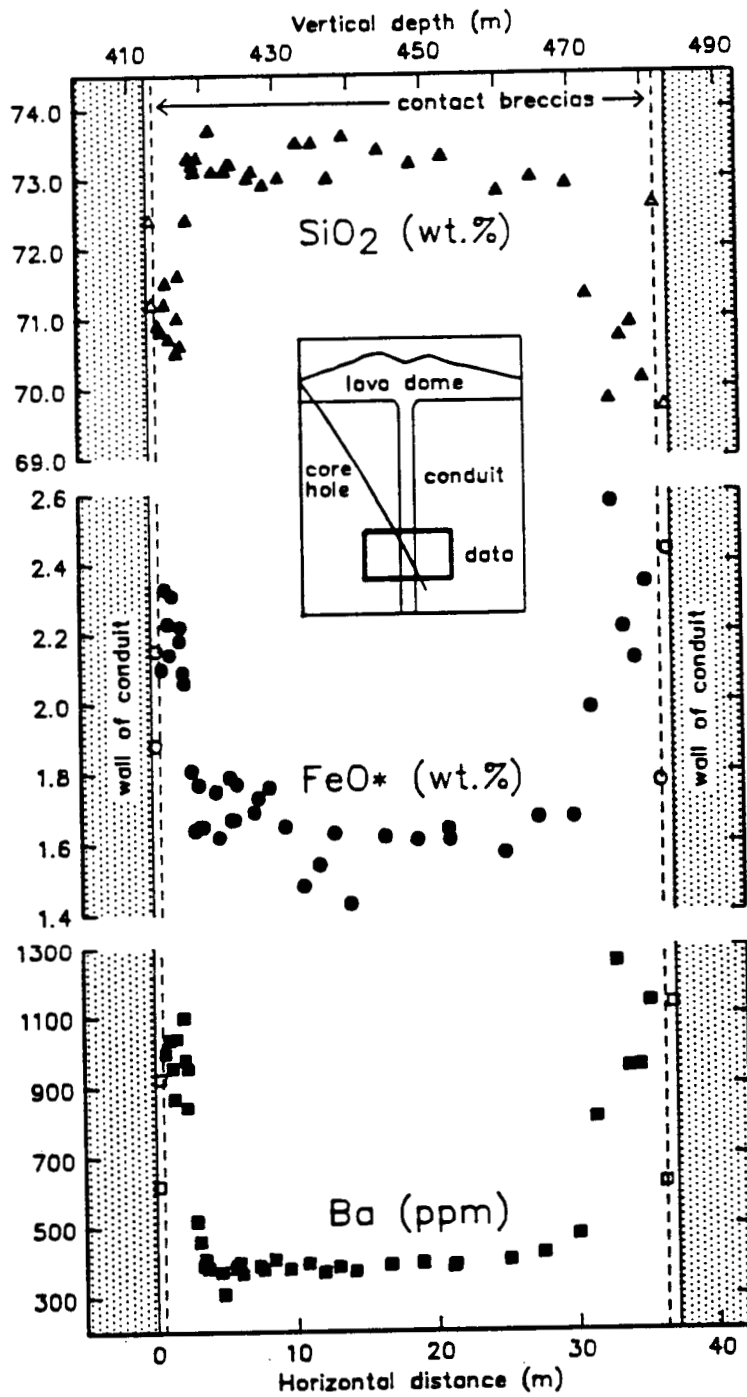 Vertical depth (m)
410 430 450 470 490
contact breccias
74.0
73.0
72.0
71.0
70.0
69.0
SiO2 (wt.%)
lava dome
core hole
conduit
data
2.6
2.4
2.2
2.0
1.8
1.6
1.4
wall of conduit
wall of conduit
FeO* (wt.%)
1300
1100
900
700
500
300
Ba (ppm)
0 10 20 30 40
Horizontal distance (m)